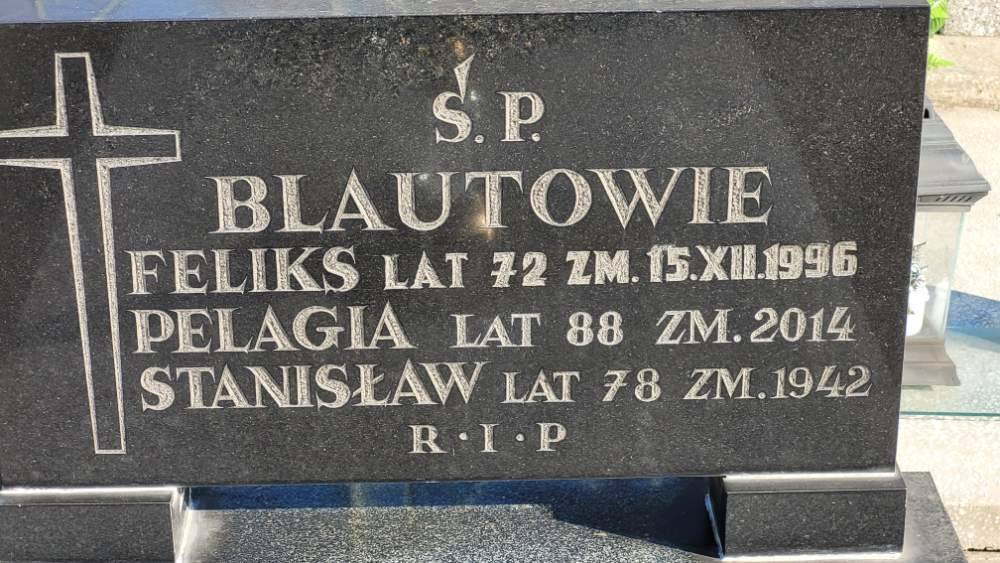 Ś. P.
BLAUTOWIE
FELIKS LAT 72 ZM. 15.XII.1996
PELAGIA LAT 88 ZM. 2014
STANISŁAW LAT 78 ZM. 1942
R·I·P